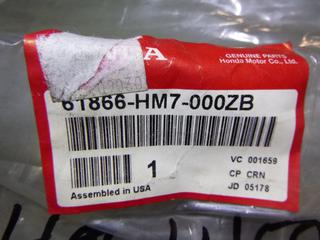 GENUINE PARTS
Honda Motor Co., Ltd.
61866-HM7-000ZB
1
VC 001659
CP CRN
Assembled in USA
JD 05178